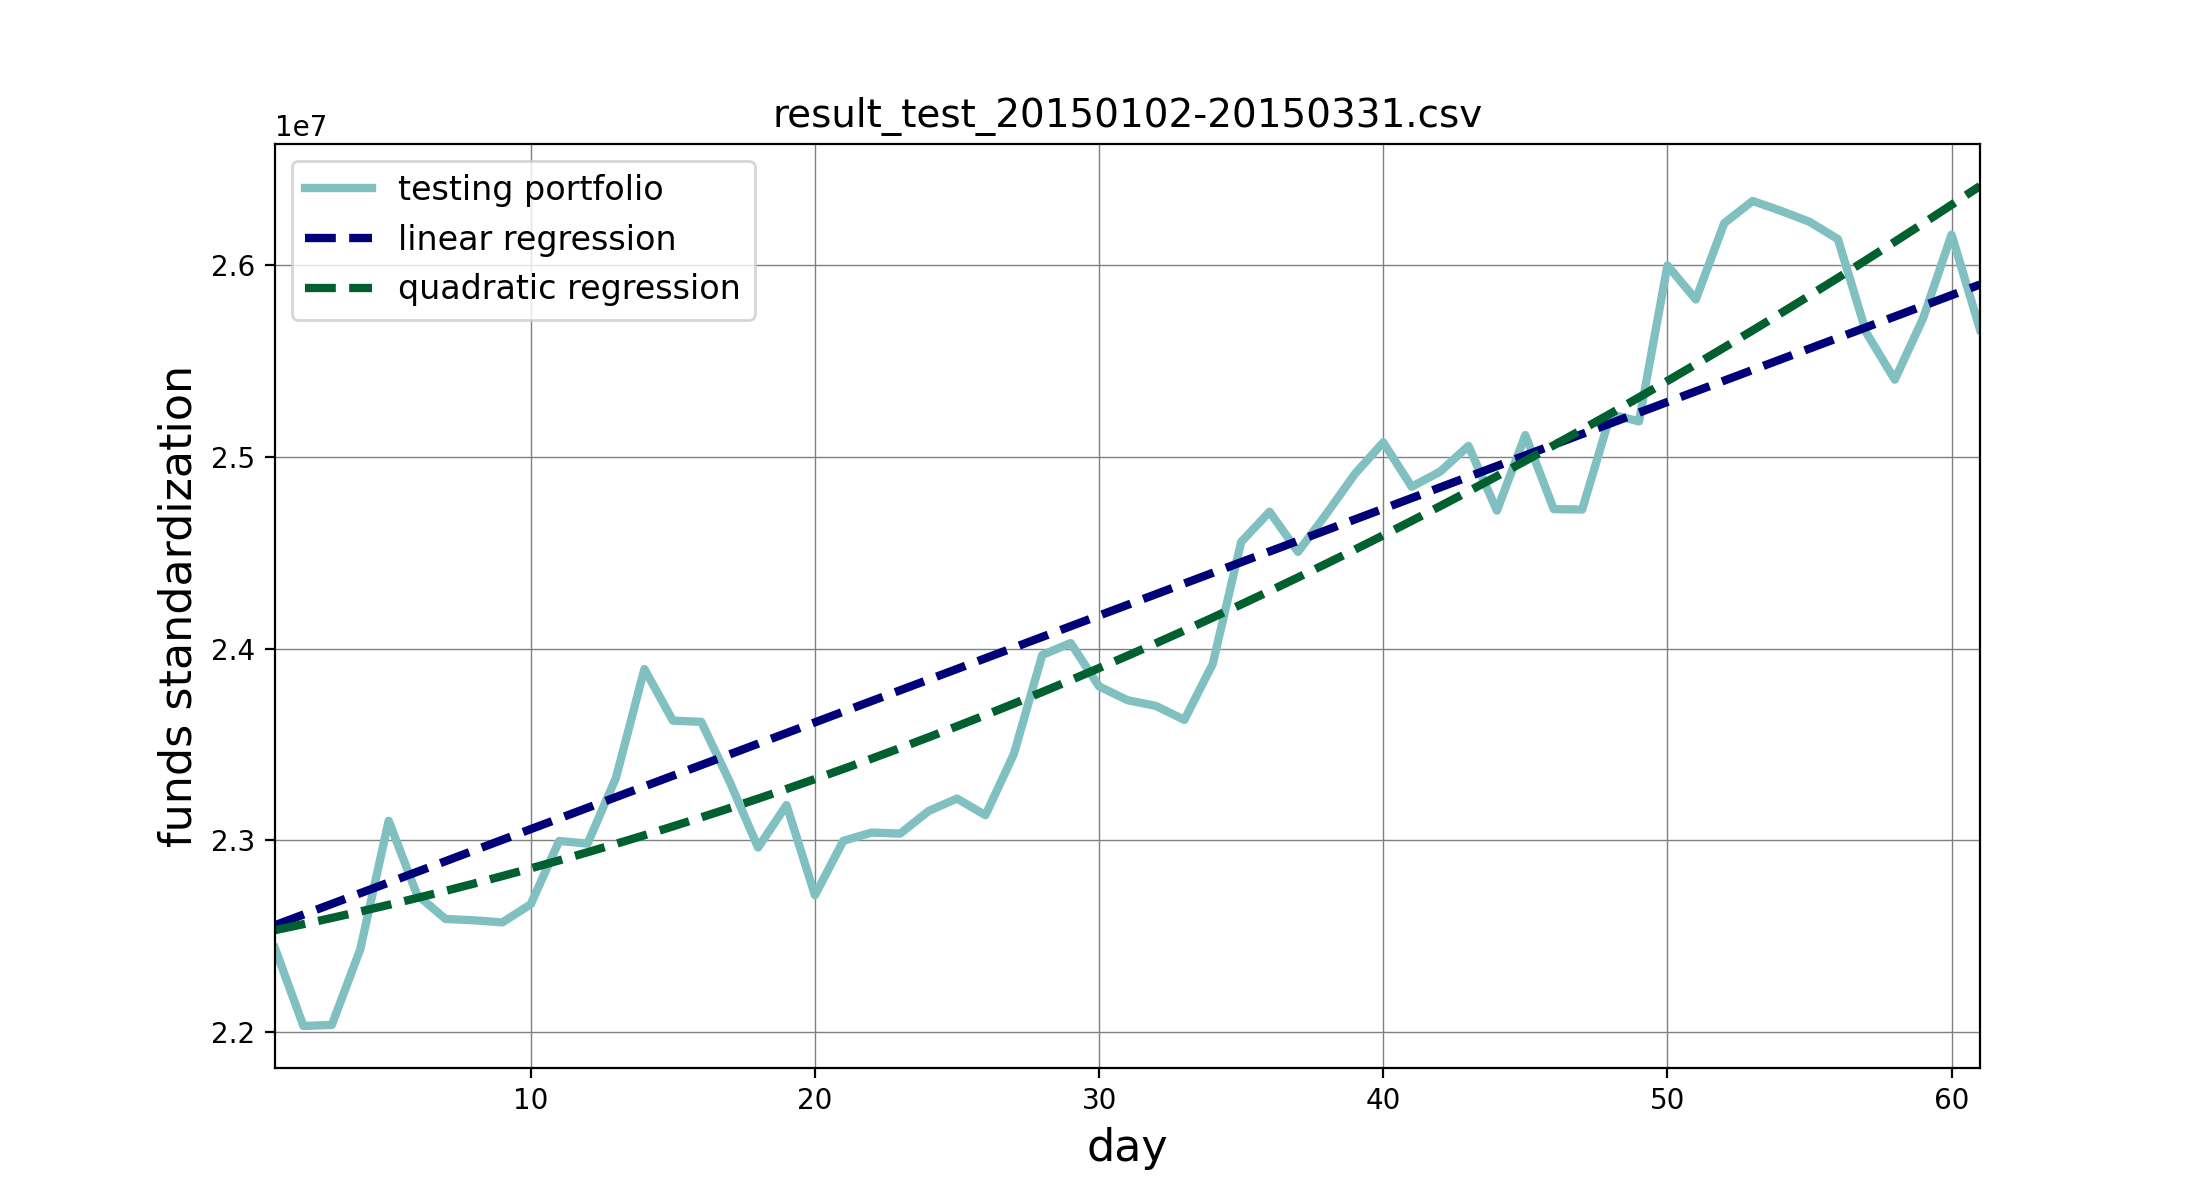 result_test_20150102-20150331.csv
1e7
testing portfolio
linear regression
quadratic regression
funds standardization
2.6
2.5
2.4
2.3
2.2
10 20 30 40 50 60
day